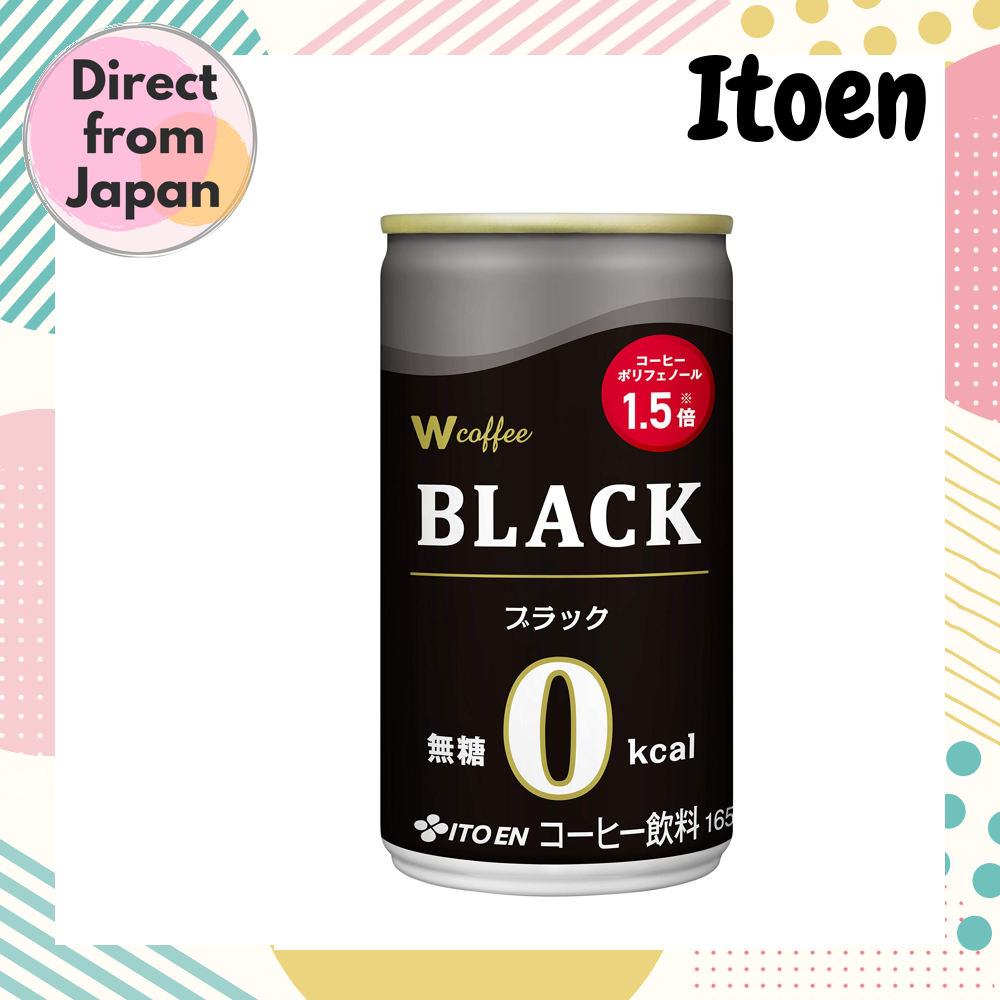 Direct
from
Japan
Itoen
コーヒー
ポリフェノール
1.5※倍
W coffee
BLACK
ブラック
無糖 0 kcal
ITO EN コーヒー飲料 165